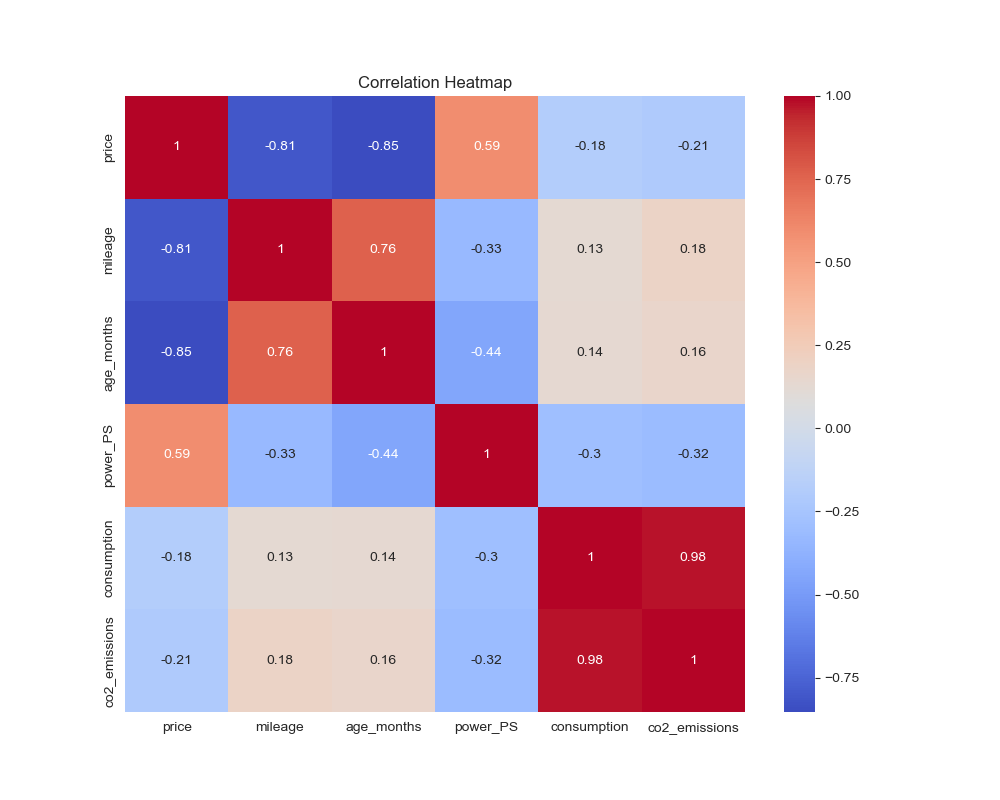 Correlation Heatmap
price 1 -0.81 -0.85 0.59 -0.18 -0.21
mileage -0.81 1 0.76 -0.33 0.13 0.18
age_months -0.85 0.76 1 -0.44 0.14 0.16
power_PS 0.59 -0.33 -0.44 1 -0.3 -0.32
consumption -0.18 0.13 0.14 -0.3 1 0.98
co2_emissions -0.21 0.18 0.16 -0.32 0.98 1
price mileage age_months power_PS consumption co2_emissions
1.00
0.75
0.50
0.25
0.00
−0.25
−0.50
−0.75